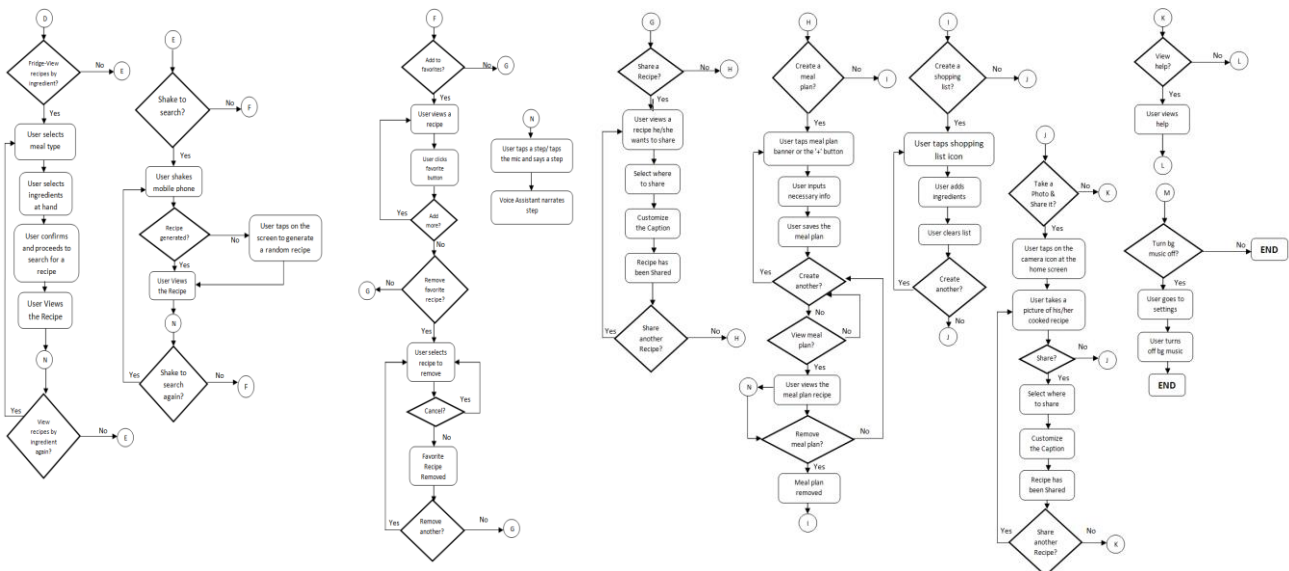 D
Fridge-View
recipes by
ingredient?
No
E
Yes
User selects
meal type
User selects
ingredients
at hand
User confirms
and proceeds to
search for a
recipe
User Views
the Recipe
N
Yes
View
recipes by
ingredient
again?
No
E
E
Shake to
search?
No
F
Yes
User shakes
mobile phone
Recipe
generated?
No
User taps on the
screen to generate
a random recipe
Yes
User Views
the Recipe
N
Yes
Shake to
search
again?
No
F
F
Add to
favorites?
No
G
Yes
User views a
recipe
User clicks
favorite
button
Yes
Add
more?
No
G
No
Remove
favorite
recipe?
Yes
User selects
recipe to
remove
Cancel?
Yes
No
Favorite
Recipe
Removed
Yes
Remove
another?
No
G
N
User taps a step/ taps
the mic and says a step
Voice Assistant narrates
step
G
Share a
Recipe?
No
H
Yes
User views a
recipe he/she
wants to share
Select where
to share
Customize
the Caption
Recipe has
been Shared
Yes
Share
another
Recipe?
No
H
H
Create a
meal
plan?
No
I
Yes
User taps meal plan
banner or the '+' button
User inputs
necessary info
User saves the
meal plan
Yes
Create
another?
No
View meal
plan?
No
Yes
N
User views the
meal plan recipe
Remove
meal plan?
No
Yes
Meal plan
removed
I
I
Create a
shopping
list?
No
J
Yes
User taps shopping
list icon
User adds
ingredients
User clears list
Yes
Create
another?
No
J
J
Take a
Photo &
Share it?
No
K
Yes
User taps on the
camera icon at the
home screen
User takes a
picture of his/her
cooked recipe
Share?
No
J
Yes
Select where
to share
Customize
the Caption
Recipe has
been Shared
Yes
Share
another
Recipe?
No
K
K
View
help?
No
L
Yes
User views
help
L
M
Turn bg
music off?
No
END
Yes
User goes to
settings
User turns
off bg music
END